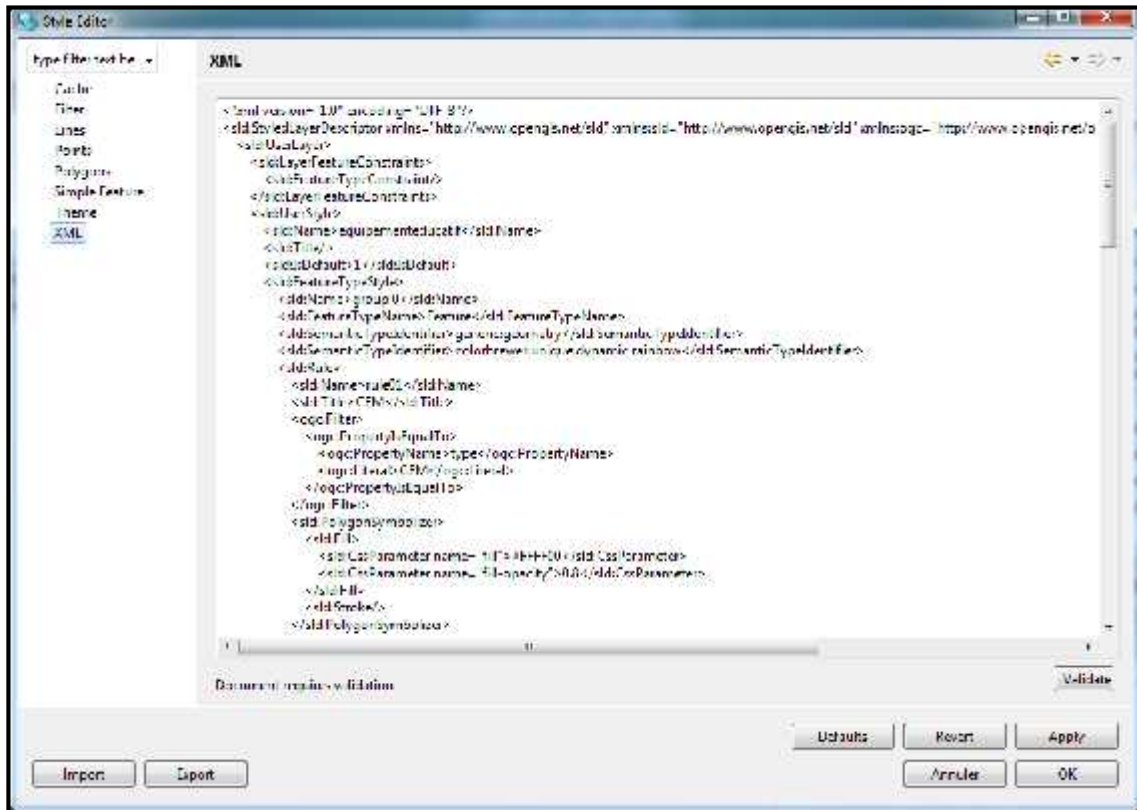 Style Editor
type filter text he
Cache
Filter
Lines
Points
Polygons
Simple Feature
Theme
XML
XML
<?xml version="1.0" encoding="UTF-8"?>
<sld:StyledLayerDescriptor xmlns="http://www.opengis.net/sld" xmlns:sld="http://www.opengis.net/sld" xmlns:ogc="http://www.opengis.net/o
<sld:UserLayer>
<sld:LayerFeatureConstraints>
<sld:FeatureTypeConstraint/>
</sld:LayerFeatureConstraints>
<sld:UserStyle>
<sld:Name>equipementeducatif</sld:Name>
<sld:Title/>
<sld:IsDefault>1</sld:IsDefault>
<sld:FeatureTypeStyle>
<sld:Name>group 0</sld:Name>
<sld:FeatureTypeName>Feature</sld:FeatureTypeName>
<sld:SemanticTypeIdentifier>generic:geometry</sld:SemanticTypeIdentifier>
<sld:SemanticTypeIdentifier>colorbrewer:unique:dynamic rainbow</sld:SemanticTypeIdentifier>
<sld:Rule>
<sld:Name>rule01</sld:Name>
<sld:Title>CEM</sld:Title>
<ogc:Filter>
<ogc:PropertyIsEqualTo>
<ogc:PropertyName>type</ogc:PropertyName>
<ogc:Literal>CEM</ogc:Literal>
</ogc:PropertyIsEqualTo>
</ogc:Filter>
<sld:PolygonSymbolizer>
<sld:Fill>
<sld:CssParameter name="fill">#FFFF00</sld:CssParameter>
<sld:CssParameter name="fill-opacity">0.8</sld:CssParameter>
</sld:Fill>
<sld:Stroke/>
</sld:PolygonSymbolizer>
Document requires validation
Validate
Defaults
Revert
Apply
Import
Export
Annuler
OK